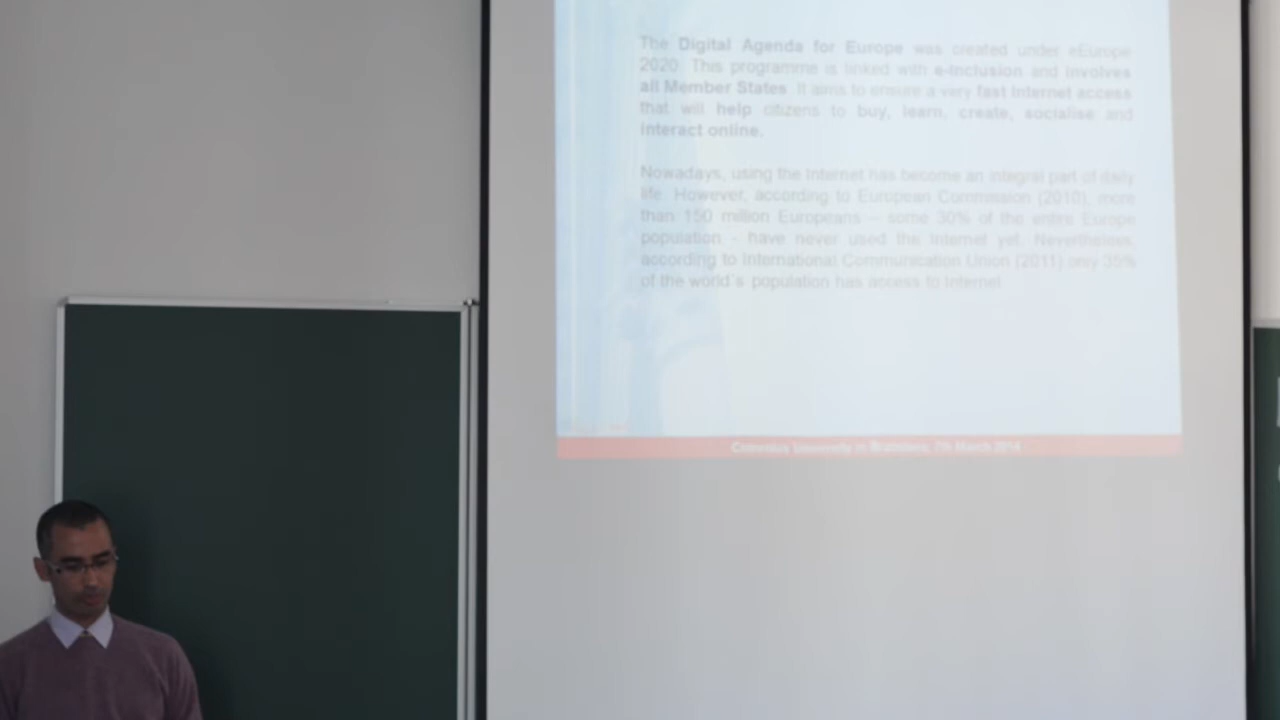 The Digital Agenda for Europe was created under eEurope
2020. This programme is linked with e-Inclusion and involves
all Member States. It aims to ensure a very fast Internet access
that will help citizens to buy, learn, create, socialise and
interact online.
Nowadays, using the Internet has become an integral part of daily
life. However, according to European Commission (2010), more
than 150 million Europeans – some 30% of the entire Europe
population - have never used the Internet yet. Nevertheless,
according to International Communication Union (2011) only 35%
of the world's population has access to Internet.
Comenius University in Bratislava, 7th March 2014